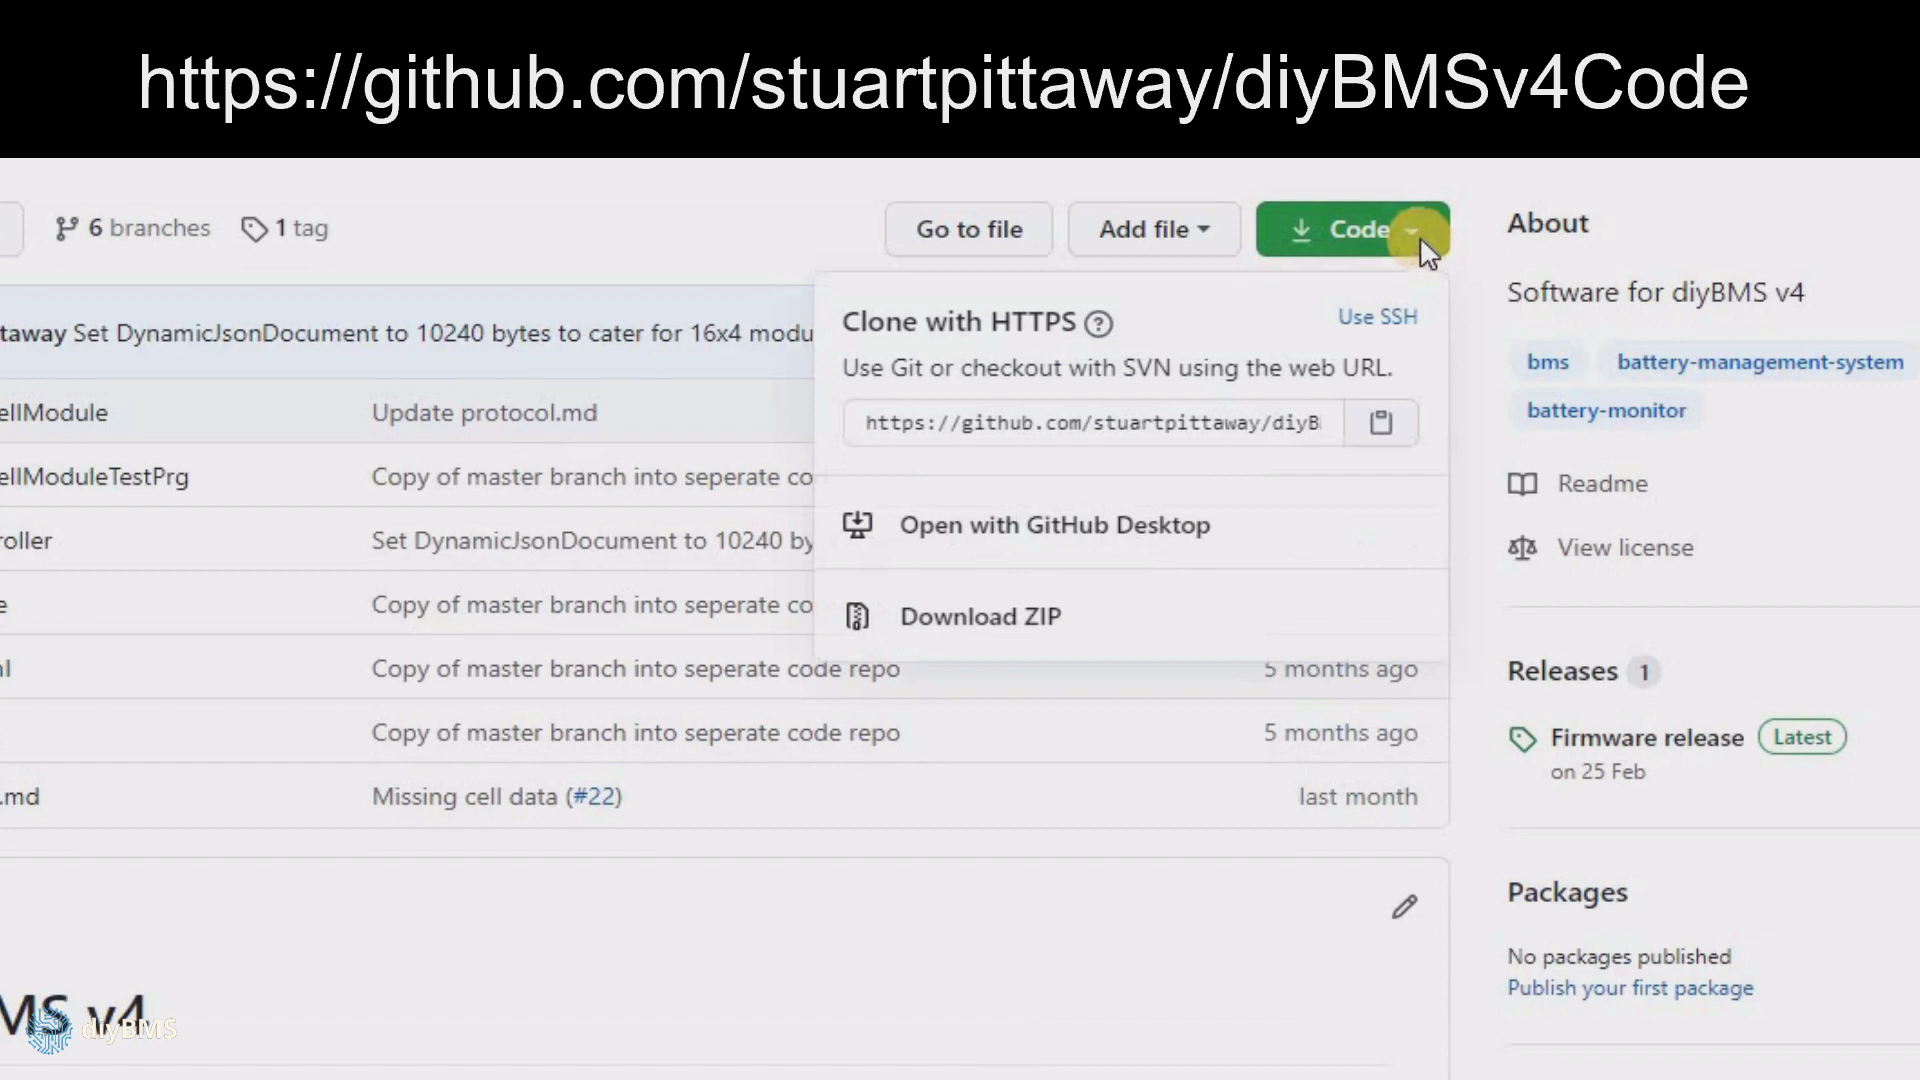 https://github.com/stuartpittaway/diyBMSv4Code
6 branches
1 tag
Go to file
Add file
Code
About
Software for diyBMS v4
bms
battery-management-system
battery-monitor
Readme
View license
Releases 1
Firmware release Latest
on 25 Feb
Packages
No packages published
Publish your first package
Clone with HTTPS
Use SSH
Use Git or checkout with SVN using the web URL.
https://github.com/stuartpittaway/diyB
Open with GitHub Desktop
Download ZIP
taway Set DynamicJsonDocument to 10240 bytes to cater for 16x4 modu
ellModule Update protocol.md
ellModuleTestPrg Copy of master branch into seperate co
roller Set DynamicJsonDocument to 10240 by
e Copy of master branch into seperate co
Copy of master branch into seperate code repo 5 months ago
Copy of master branch into seperate code repo 5 months ago
.md Missing cell data (#22) last month
MS v4
diyBMS